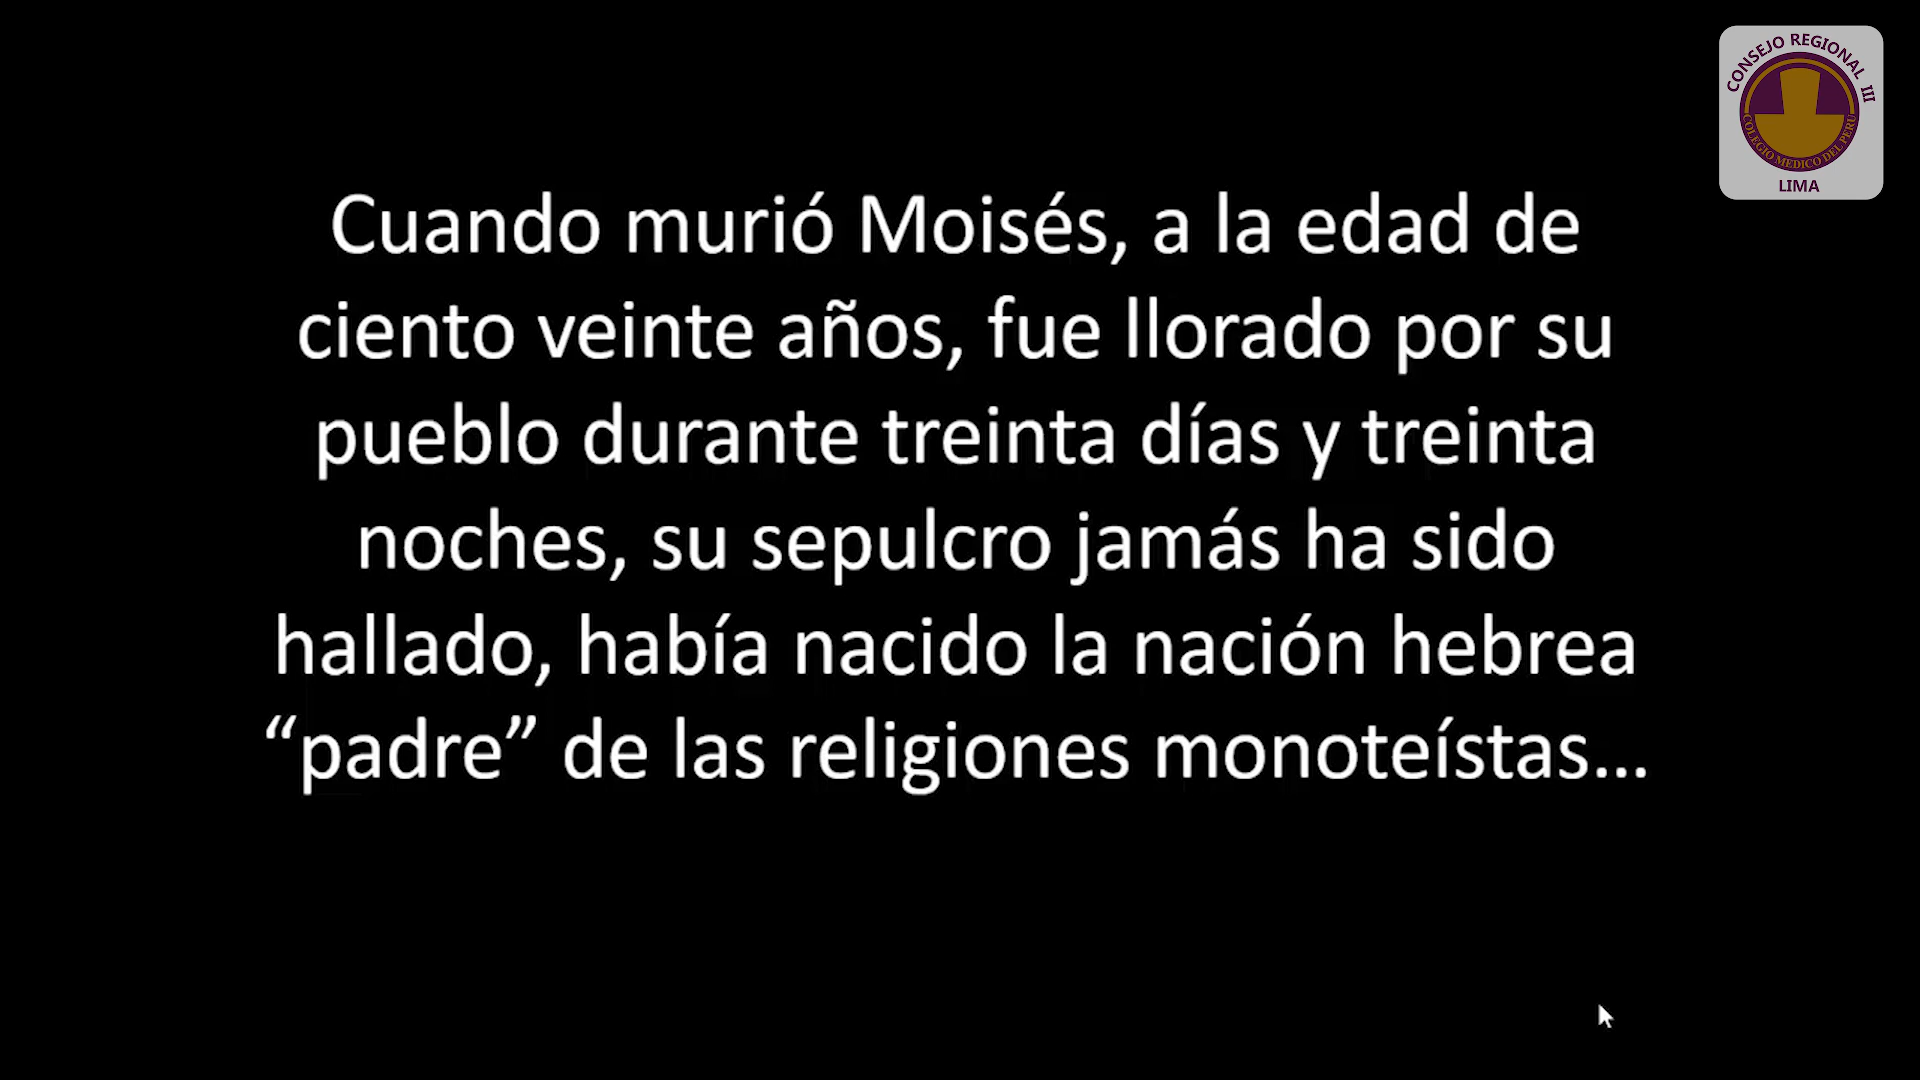 CONSEJO REGIONAL III
COLEGIO MEDICO DEL PERU
LIMA
Cuando murió Moisés, a la edad de
ciento veinte años, fue llorado por su
pueblo durante treinta días y treinta
noches, su sepulcro jamás ha sido
hallado, había nacido la nación hebrea
“padre” de las religiones monoteístas...